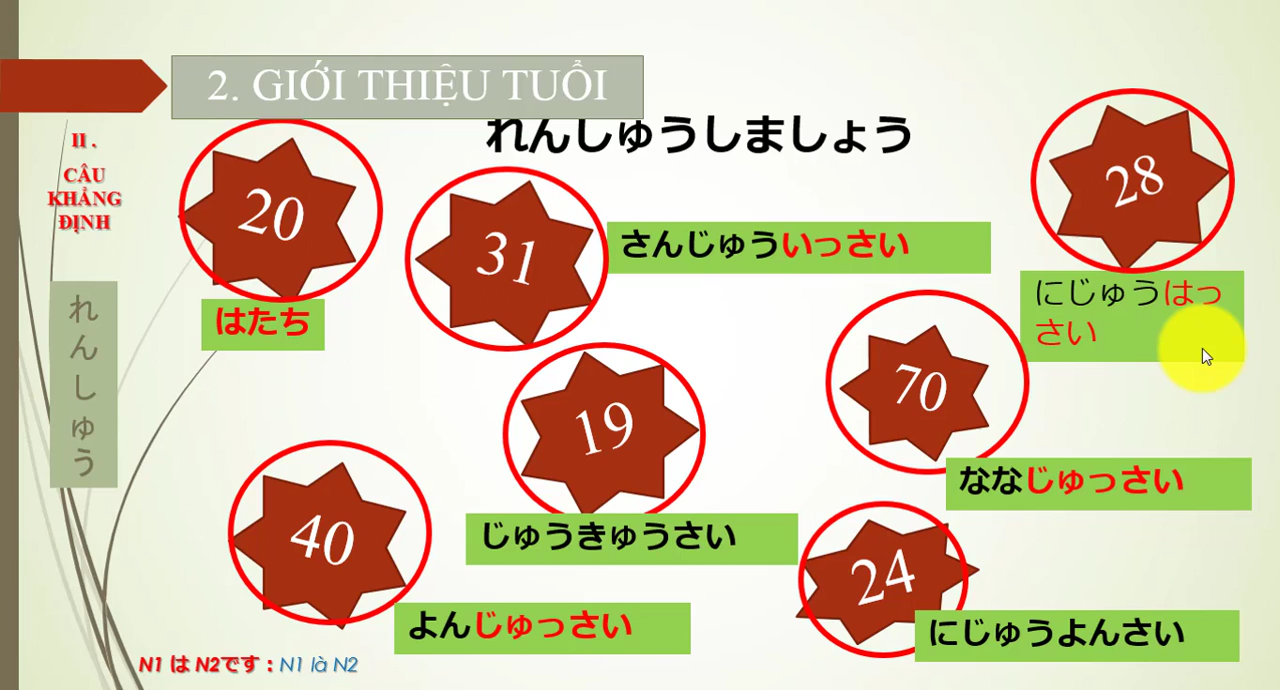 2. GIỚI THIỆU TUỔI
れんしゅうしましょう
II .
CÂU
KHẲNG
ĐỊNH
れんしゅう
20
はたち
31
さんじゅういっさい
28
にじゅうはっ
さい
19
じゅうきゅうさい
70
ななじゅっさい
40
よんじゅっさい
24
にじゅうよんさい
N1 は N2です : N1 là N2